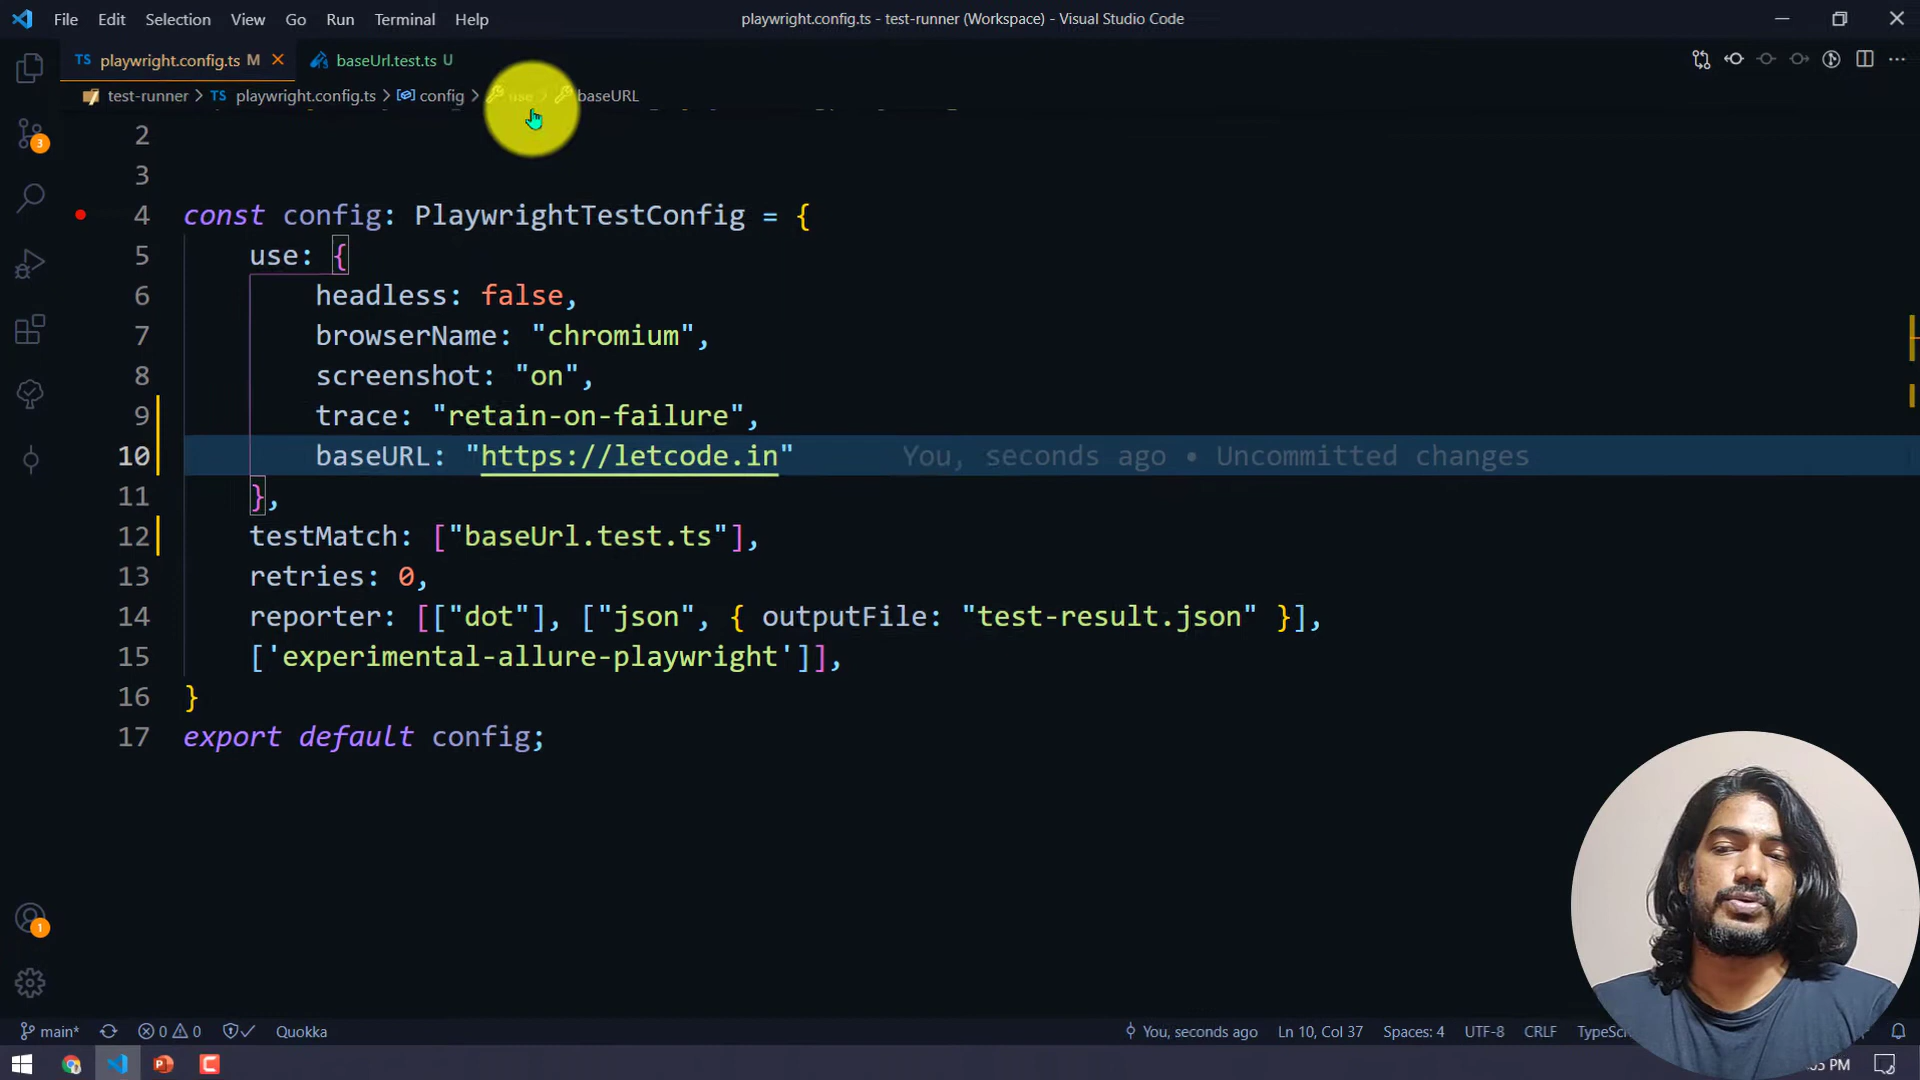 File Edit Selection View Go Run Terminal Help
playwright.config.ts - test-runner (Workspace) - Visual Studio Code
TS playwright.config.ts M
baseUrl.test.ts U
test-runner > TS playwright.config.ts > config > use > baseURL
2
3
4 const config: PlaywrightTestConfig = {
5 use: {
6 headless: false,
7 browserName: "chromium",
8 screenshot: "on",
9 trace: "retain-on-failure",
10 baseURL: "https://letcode.in" You, seconds ago • Uncommitted changes
11 },
12 testMatch: ["baseUrl.test.ts"],
13 retries: 0,
14 reporter: [["dot"], ["json", { outputFile: "test-result.json" }],
15 ['experimental-allure-playwright']],
16 }
17 export default config;
3
1
main* 0 0 Quokka
You, seconds ago Ln 10, Col 37 Spaces: 4 UTF-8 CRLF
PM